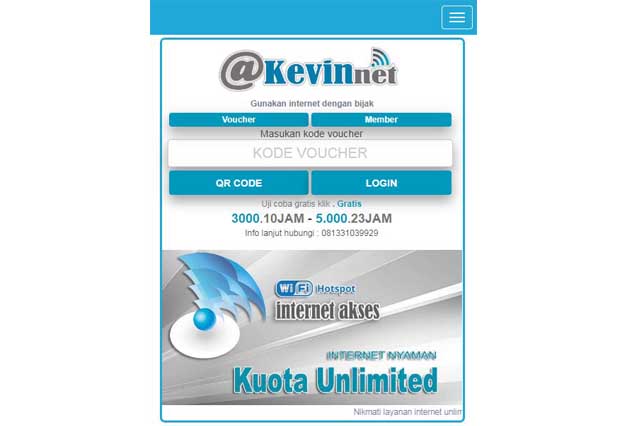 @Kevinnet
Gunakan internet dengan bijak
Voucher Member
Masukan kode voucher
KODE VOUCHER
QR CODE LOGIN
Uji coba gratis klik . Gratis
3000.10JAM - 5.000.23JAM
Info lanjut hubungi : 081331039929
WiFi Hotspot
internet akses
INTERNET NYAMAN
Kuota Unlimited
Nikmati layanan internet unlim